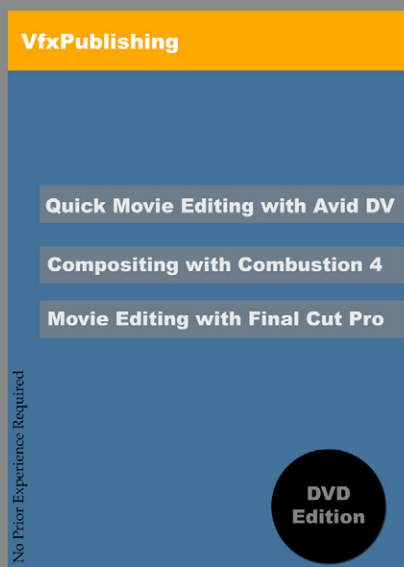 VfxPublishing
Quick Movie Editing with Avid DV
Compositing with Combustion 4
Movie Editing with Final Cut Pro
No Prior Experience Required
DVD
Edition